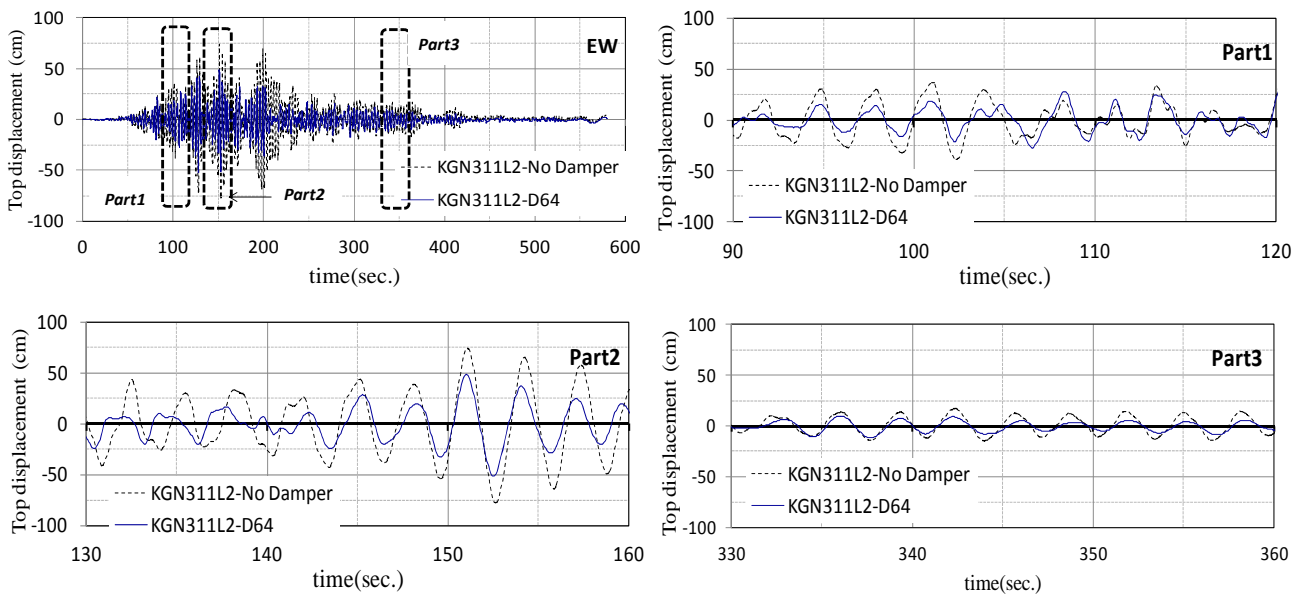 100
50
0
-50
-100
Top displacement (cm)
EW
Part3
KGN311L2-No Damper
Part1
Part2
KGN311L2-D64
0 100 200 300 400 500 600
time(sec.)
100
50
0
-50
-100
Top displacement (cm)
Part1
KGN311L2-No Damper
KGN311L2-D64
90 100 110 120
time(sec.)
100
50
0
-50
-100
Top displacement (cm)
Part2
KGN311L2-No Damper
KGN311L2-D64
130 140 150 160
time(sec.)
100
50
0
-50
-100
Top displacement (cm)
Part3
KGN311L2-No Damper
KGN311L2-D64
330 340 350 360
time(sec.)